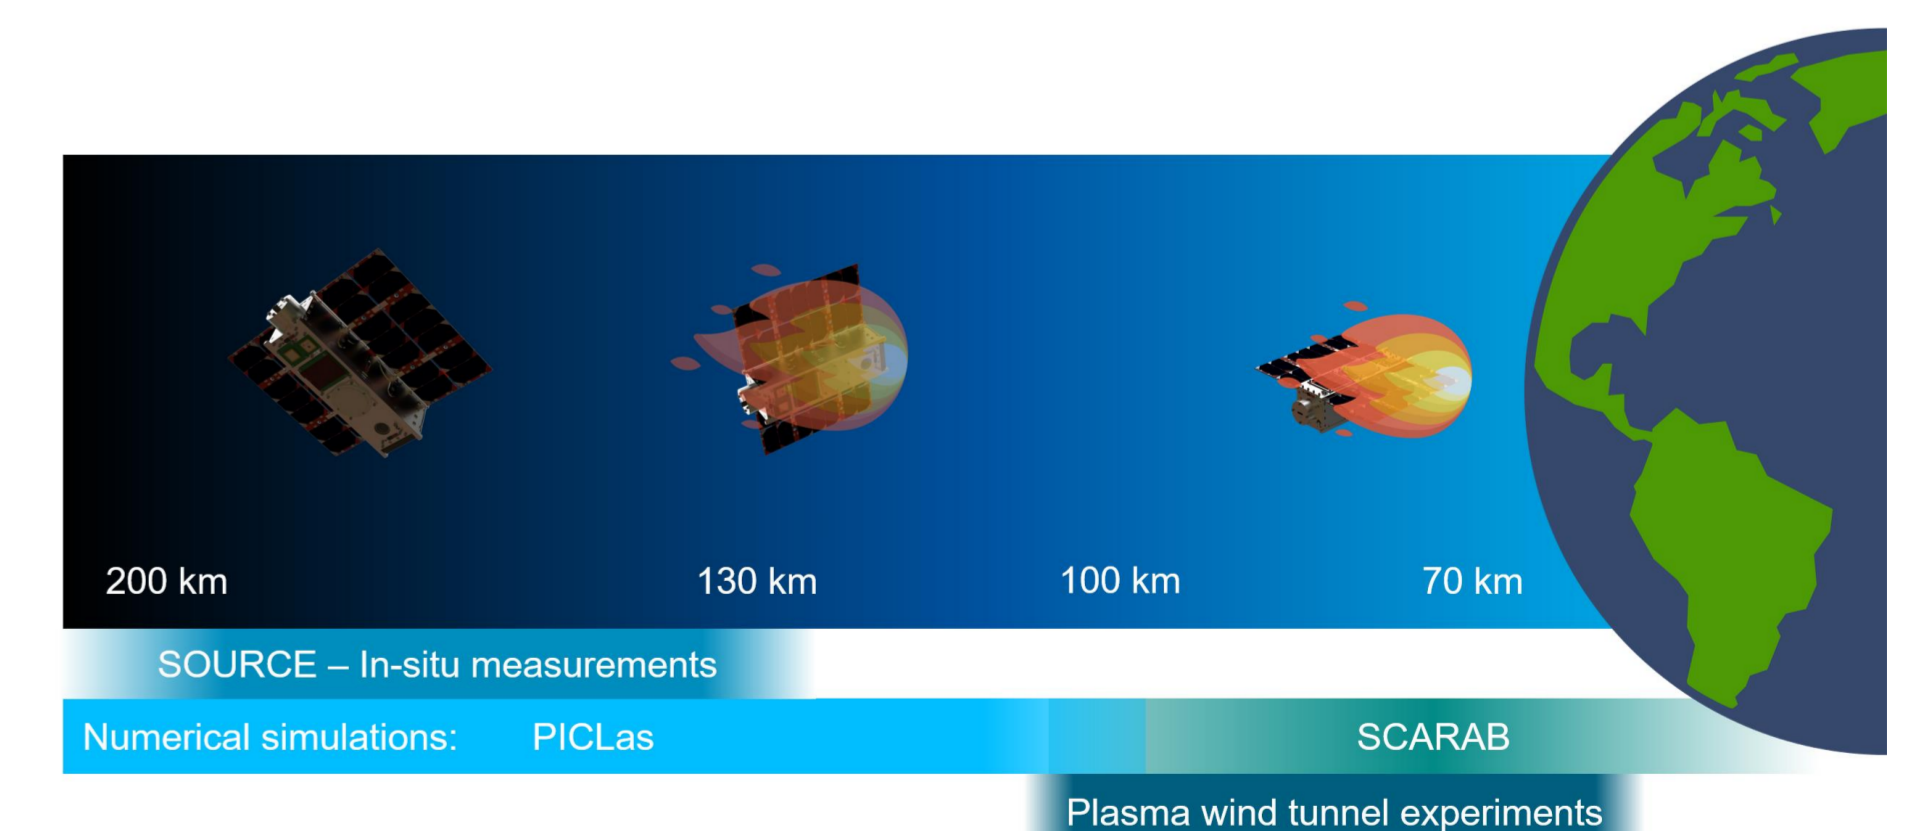 200 km
130 km
100 km
70 km
SOURCE – In-situ measurements
Numerical simulations: PICLas
SCARAB
Plasma wind tunnel experiments